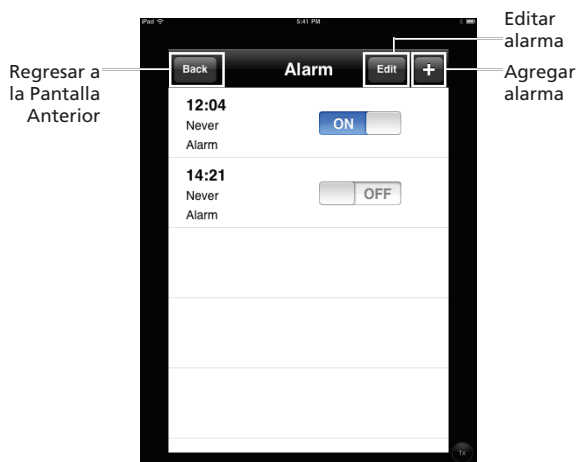 iPad
5:41 PM
Editar
alarma
Regresar a
la Pantalla
Anterior
Back
Alarm
Edit
+
Agregar
alarma
12:04
Never
Alarm
ON
14:21
Never
Alarm
OFF
1x